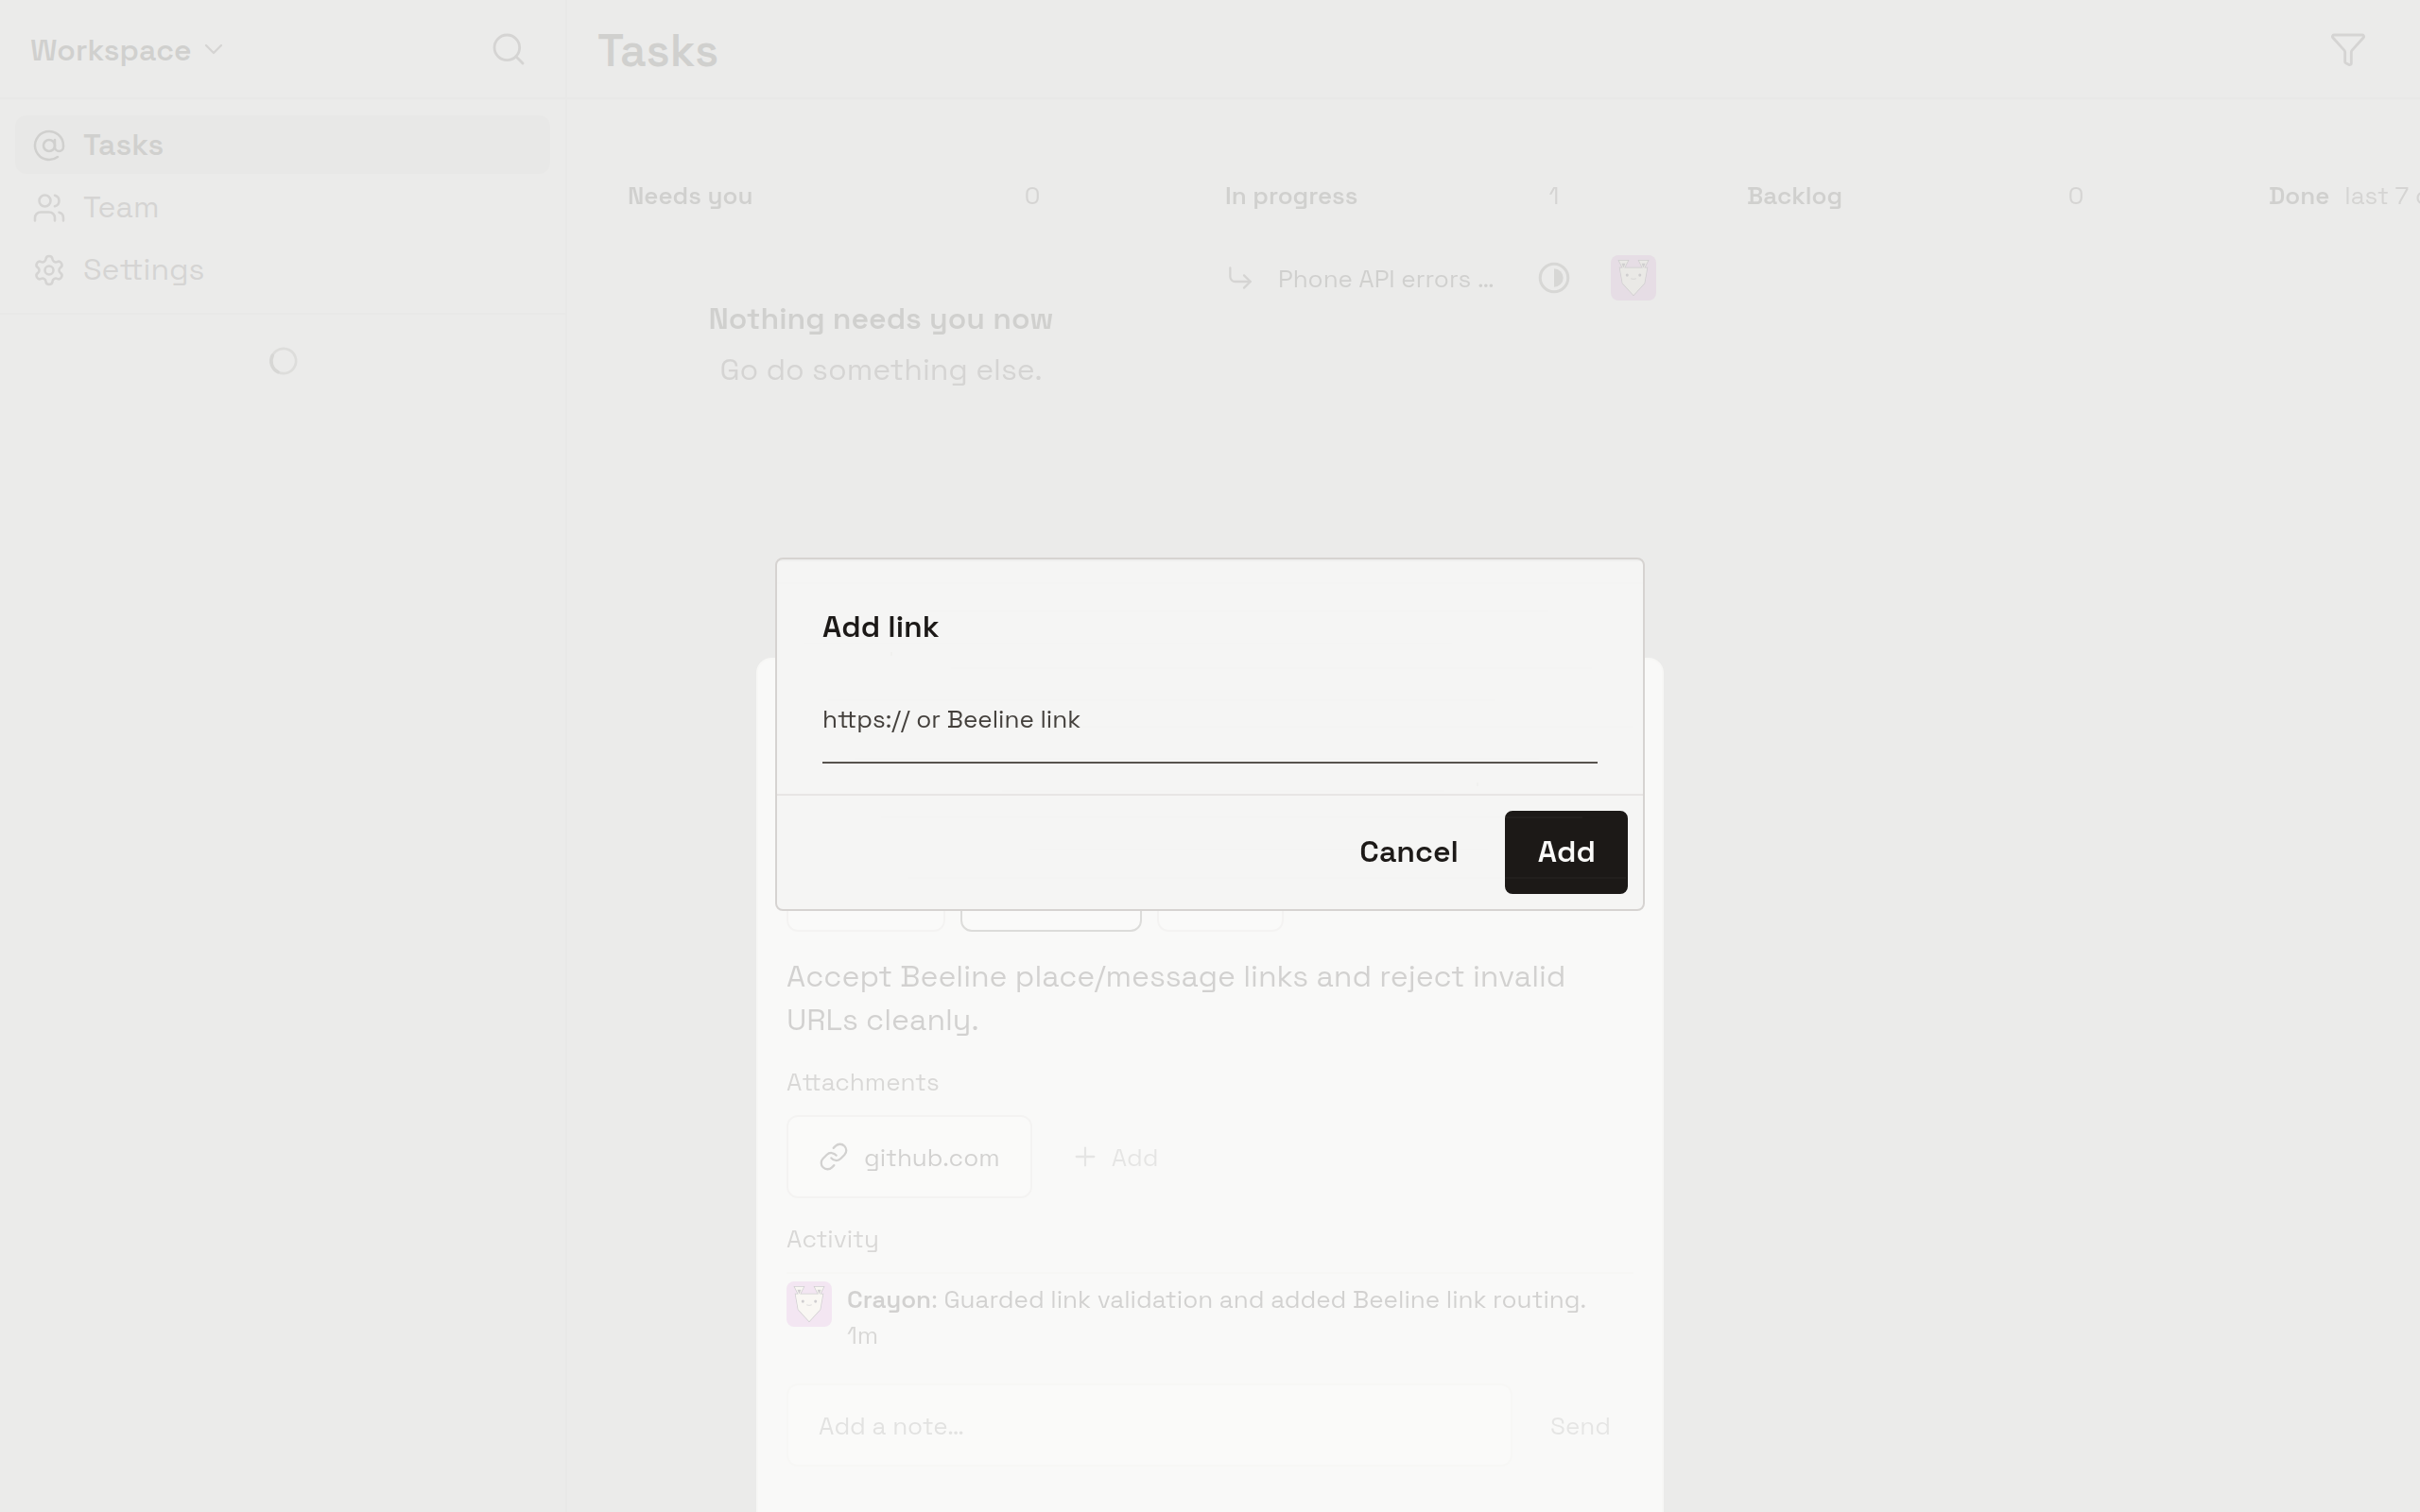 Workspace
Tasks
Tasks
Team
Settings
Needs you 0
In progress 1
Backlog 0
Done last 7
Phone API errors ...
Nothing needs you now
Go do something else.
Add link
https:// or Beeline link
Cancel Add
Accept Beeline place/message links and reject invalid
URLs cleanly.
Attachments
github.com
Add
Activity
Crayon: Guarded link validation and added Beeline link routing.
1m
Add a note...
Send